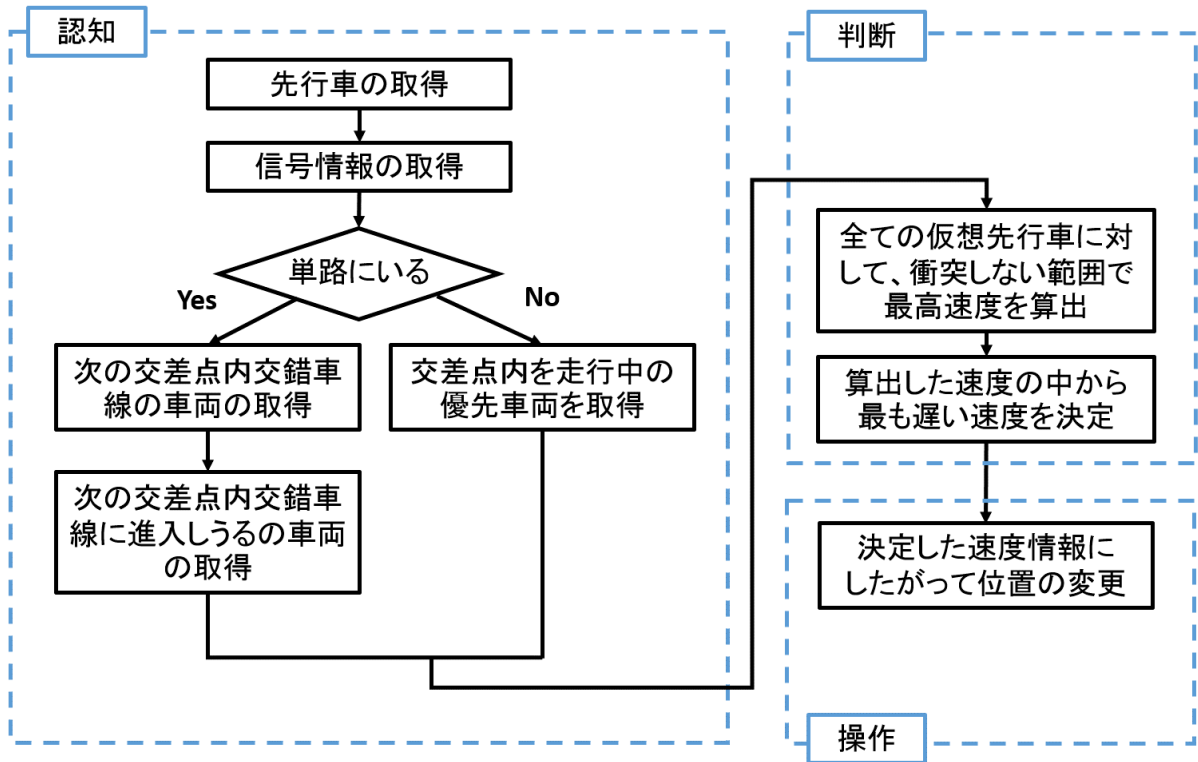 認知
先行車の取得
信号情報の取得
単路にいる
Yes
No
次の交差点内交錯車
線の車両の取得
交差点内を走行中の
優先車両を取得
次の交差点内交錯車
線に進入しうるの車両
の取得
判断
全ての仮想先行車に対
して、衝突しない範囲で
最高速度を算出
算出した速度の中から
最も遅い速度を決定
決定した速度情報に
したがって位置の変更
操作